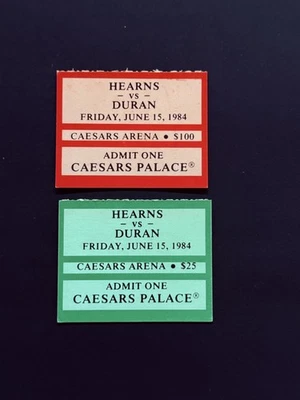 HEARNS
- VS -
DURAN
FRIDAY, JUNE 15, 1984
CAESARS ARENA ● $100
ADMIT ONE
CAESARS PALACE®
HEARNS
- VS -
DURAN
FRIDAY, JUNE 15, 1984
CAESARS ARENA ● $25
ADMIT ONE
CAESARS PALACE®